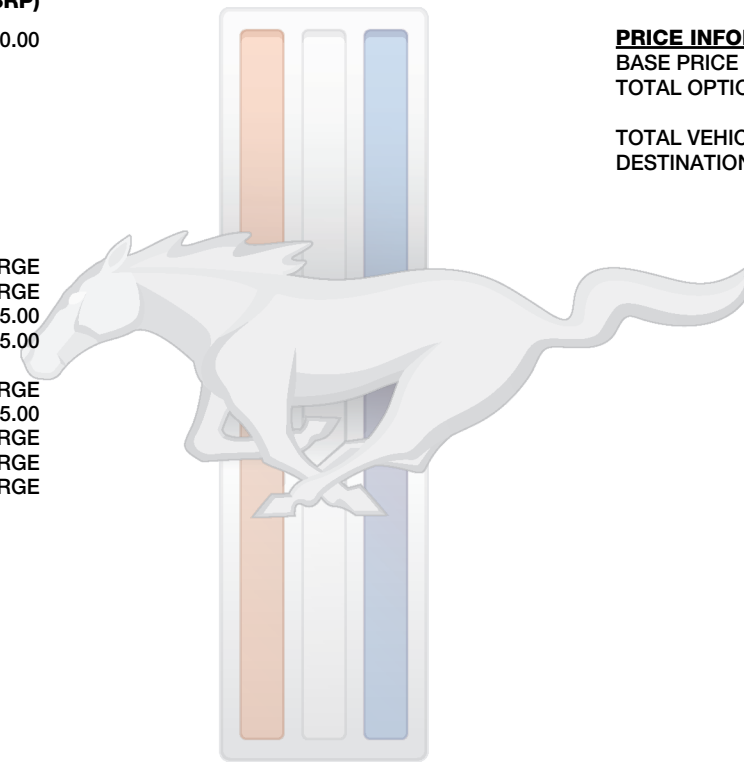 SRP)
0.00
RGE
RGE
5.00
5.00
RGE
5.00
RGE
RGE
RGE
PRICE INFO
BASE PRICE
TOTAL OPTIO
TOTAL VEHIC
DESTINATION